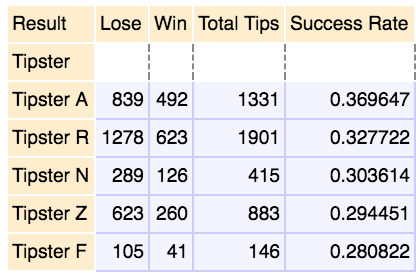 Result Lose Win Total Tips Success Rate
Tipster
Tipster A 839 492 1331 0.369647
Tipster R 1278 623 1901 0.327722
Tipster N 289 126 415 0.303614
Tipster Z 623 260 883 0.294451
Tipster F 105 41 146 0.280822